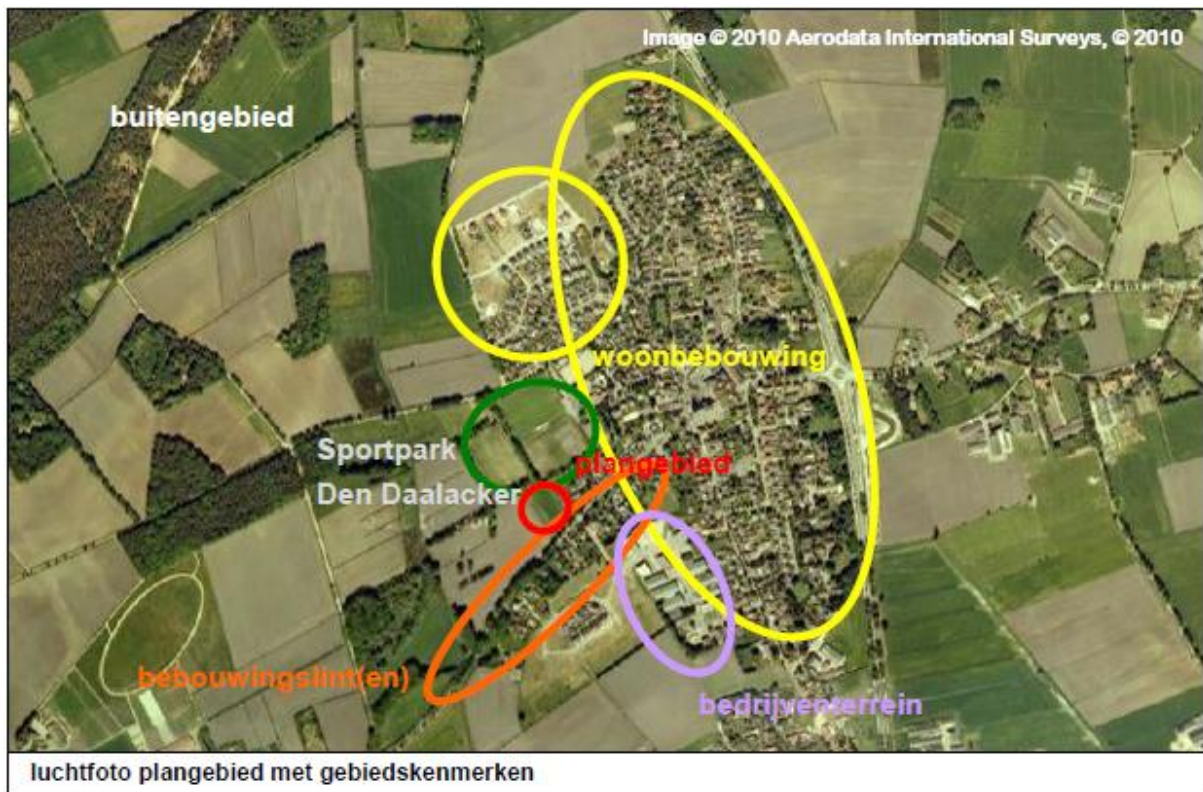 Image © 2010 Aerodata International Surveys, © 2010
buitengebied
woonbebouwing
Sportpark
plangebied
Den Daalacker
bebouwingslint(en)
bedrijventerrein
luchtfoto plangebied met gebiedskenmerken